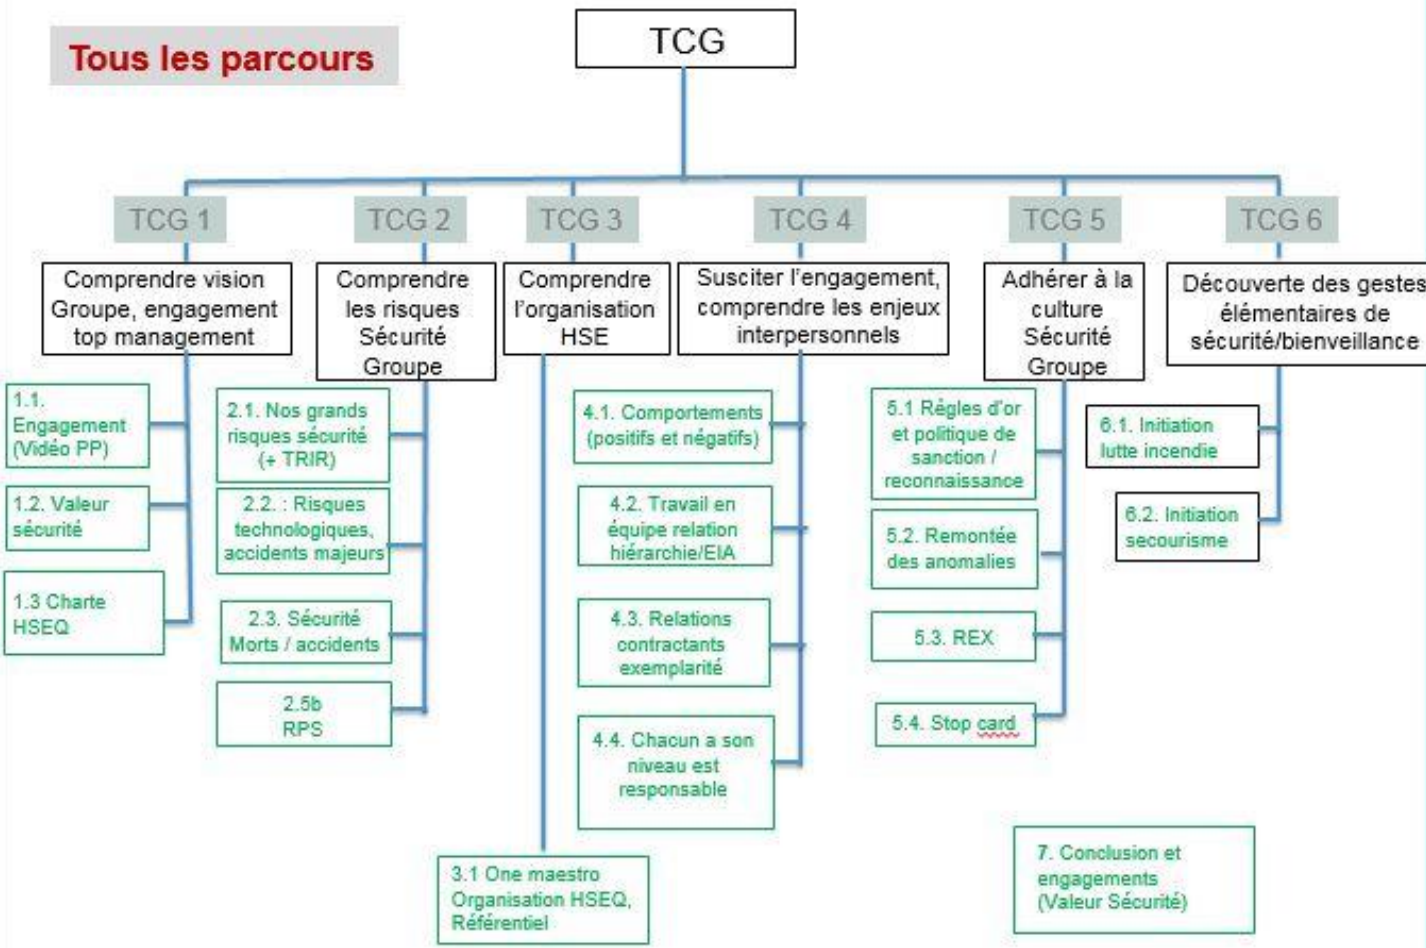 Tous les parcours
TCG
TCG 1
TCG 2
TCG 3
TCG 4
TCG 5
TCG 6
Comprendre vision
Groupe, engagement
top management
Comprendre
les risques
Sécurité
Groupe
Comprendre
l'organisation
HSE
Susciter l'engagement,
comprendre les enjeux
interpersonnels
Adhérer à la
culture
Sécurité
Groupe
Découverte des gestes
élémentaires de
sécurité/bienveillance
1.1.
Engagement
(Vidéo PP)
1.2. Valeur
sécurité
1.3 Charte
HSEQ
2.1. Nos grands
risques sécurité
(+ TRIR)
2.2. : Risques
technologiques,
accidents majeurs
2.3. Sécurité
Morts / accidents
2.5b
RPS
3.1 One maestro
Organisation HSEQ,
Référentiel
4.1. Comportements
(positifs et négatifs)
4.2. Travail en
équipe relation
hiérarchie/EIA
4.3. Relations
contractants
exemplarité
4.4. Chacun a son
niveau est
responsable
5.1 Règles d'or
et politique de
sanction /
reconnaissance
5.2. Remontée
des anomalies
5.3. REX
5.4. Stop card
6.1. Initiation
lutte incendie
6.2. Initiation
secourisme
7. Conclusion et
engagements
(Valeur Sécurité)